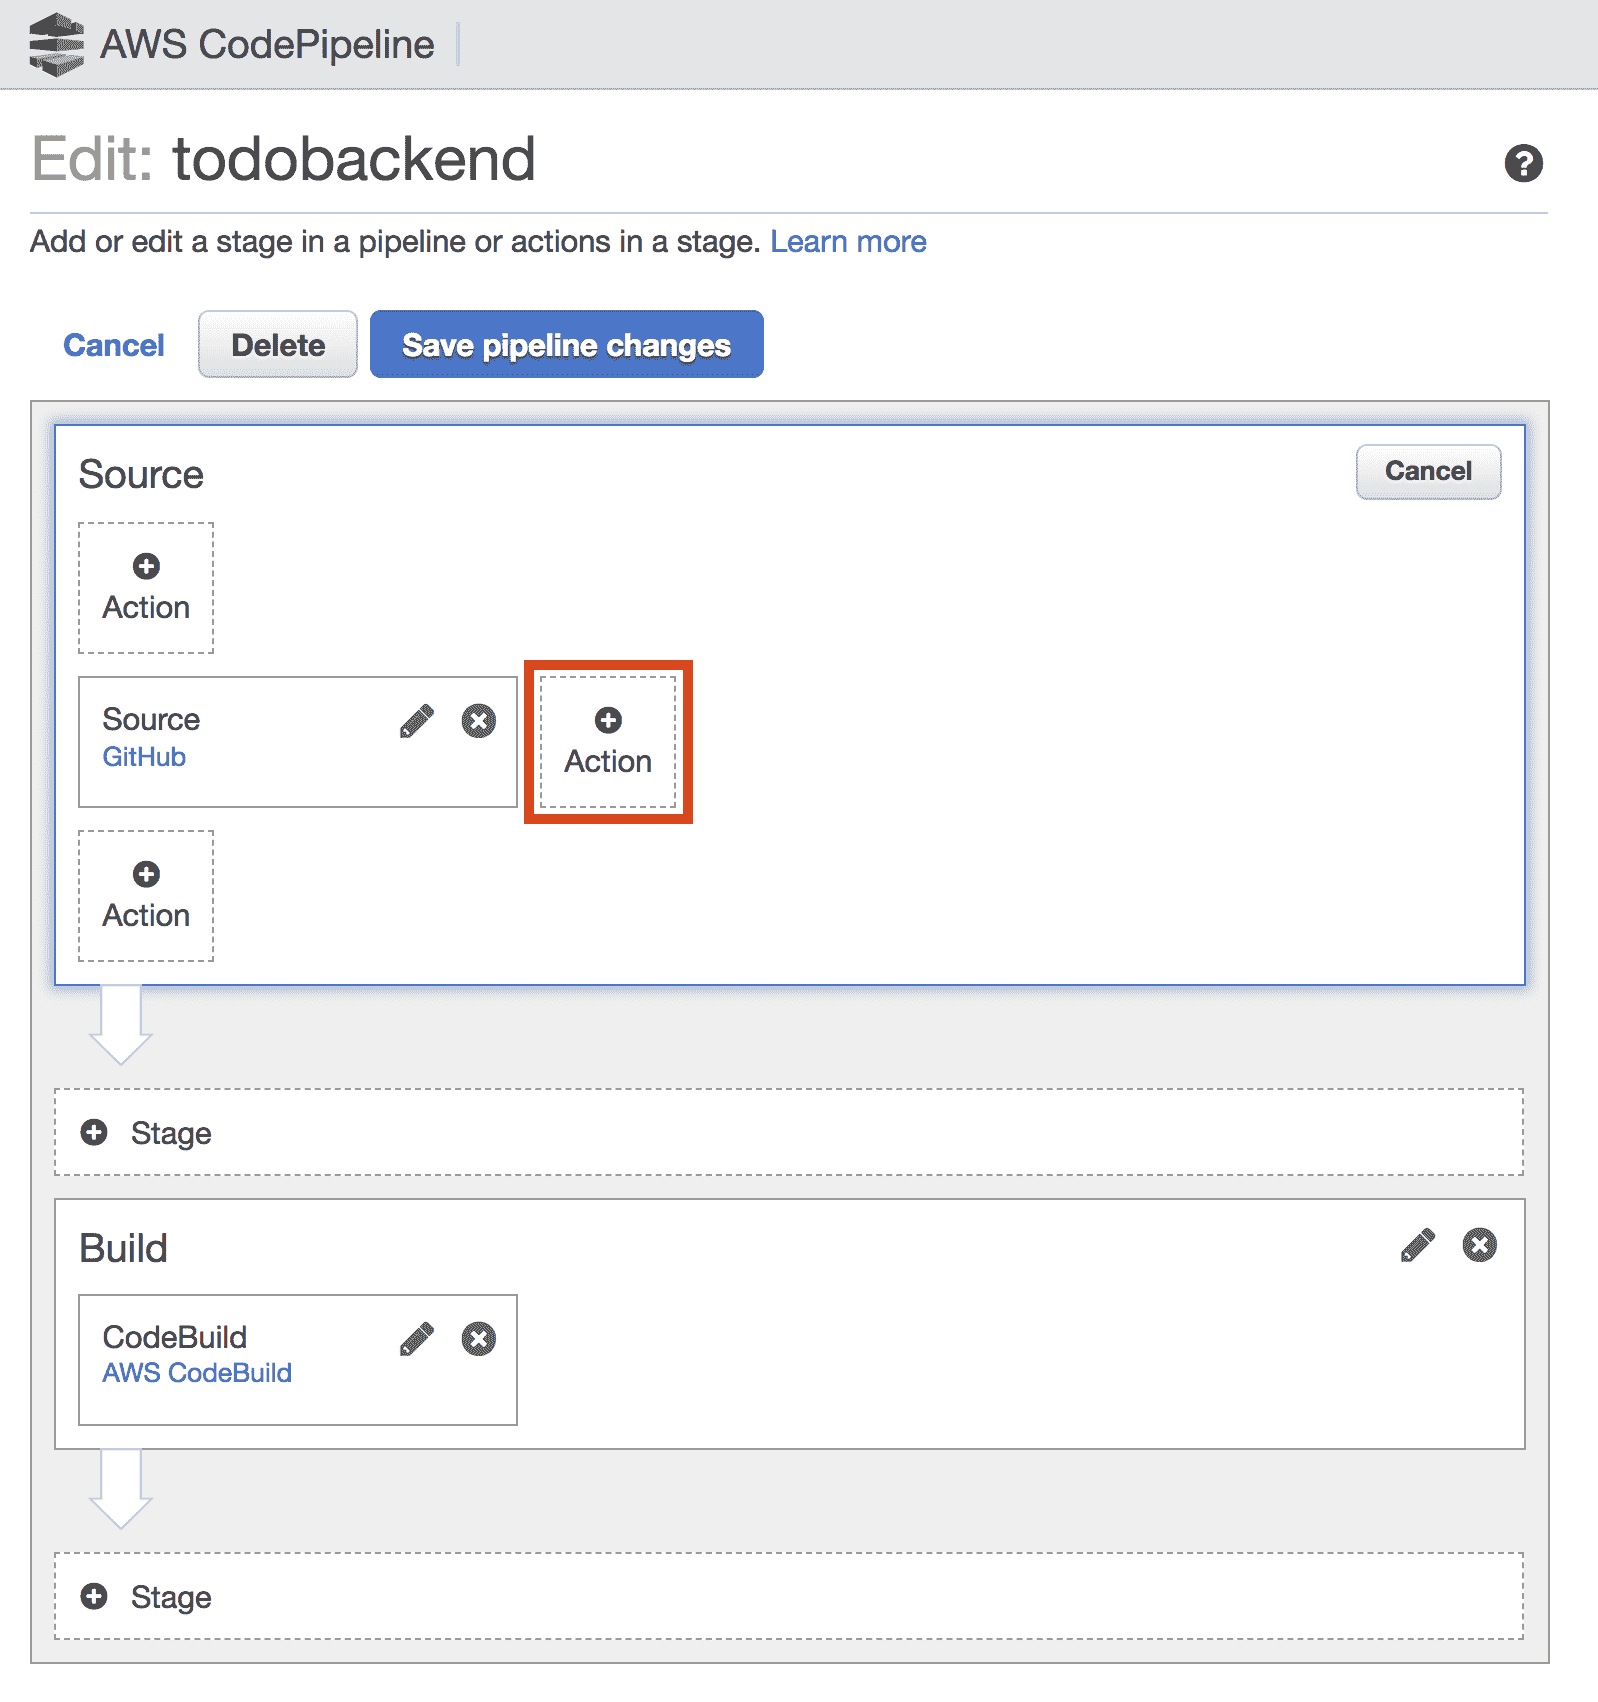 AWS CodePipeline
Edit: todobackend
Add or edit a stage in a pipeline or actions in a stage. Learn more
Cancel Delete Save pipeline changes
Source Cancel
Action
Source
GitHub
Action
Action
Stage
Build
CodeBuild
AWS CodeBuild
Stage